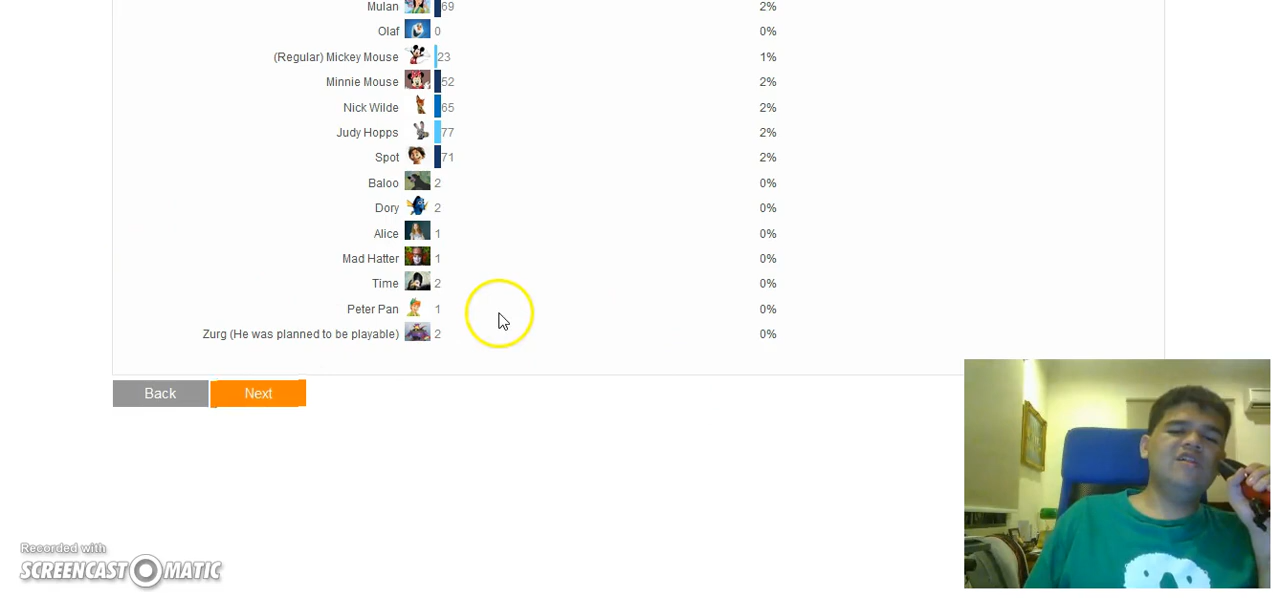 Mulan 69 2%
Olaf 0 0%
(Regular) Mickey Mouse 23 1%
Minnie Mouse 52 2%
Nick Wilde 65 2%
Judy Hopps 77 2%
Spot 71 2%
Baloo 2 0%
Dory 2 0%
Alice 1 0%
Mad Hatter 1 0%
Time 2 0%
Peter Pan 1 0%
Zurg (He was planned to be playable) 2 0%
Back Next
Recorded with
SCREENCAST MATIC